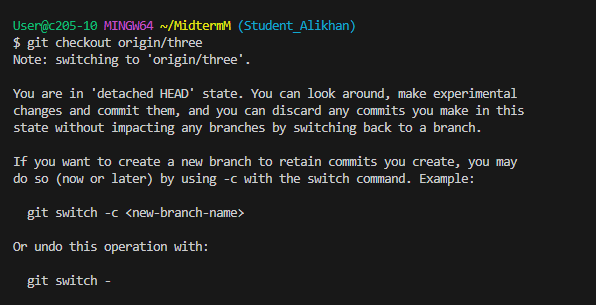 User@c205-10 MINGW64 ~/MidtermM (Student_Alikhan)
$ git checkout origin/three
Note: switching to 'origin/three'.

You are in 'detached HEAD' state. You can look around, make experimental
changes and commit them, and you can discard any commits you make in this
state without impacting any branches by switching back to a branch.

If you want to create a new branch to retain commits you create, you may
do so (now or later) by using -c with the switch command. Example:

  git switch -c <new-branch-name>

Or undo this operation with:

  git switch -